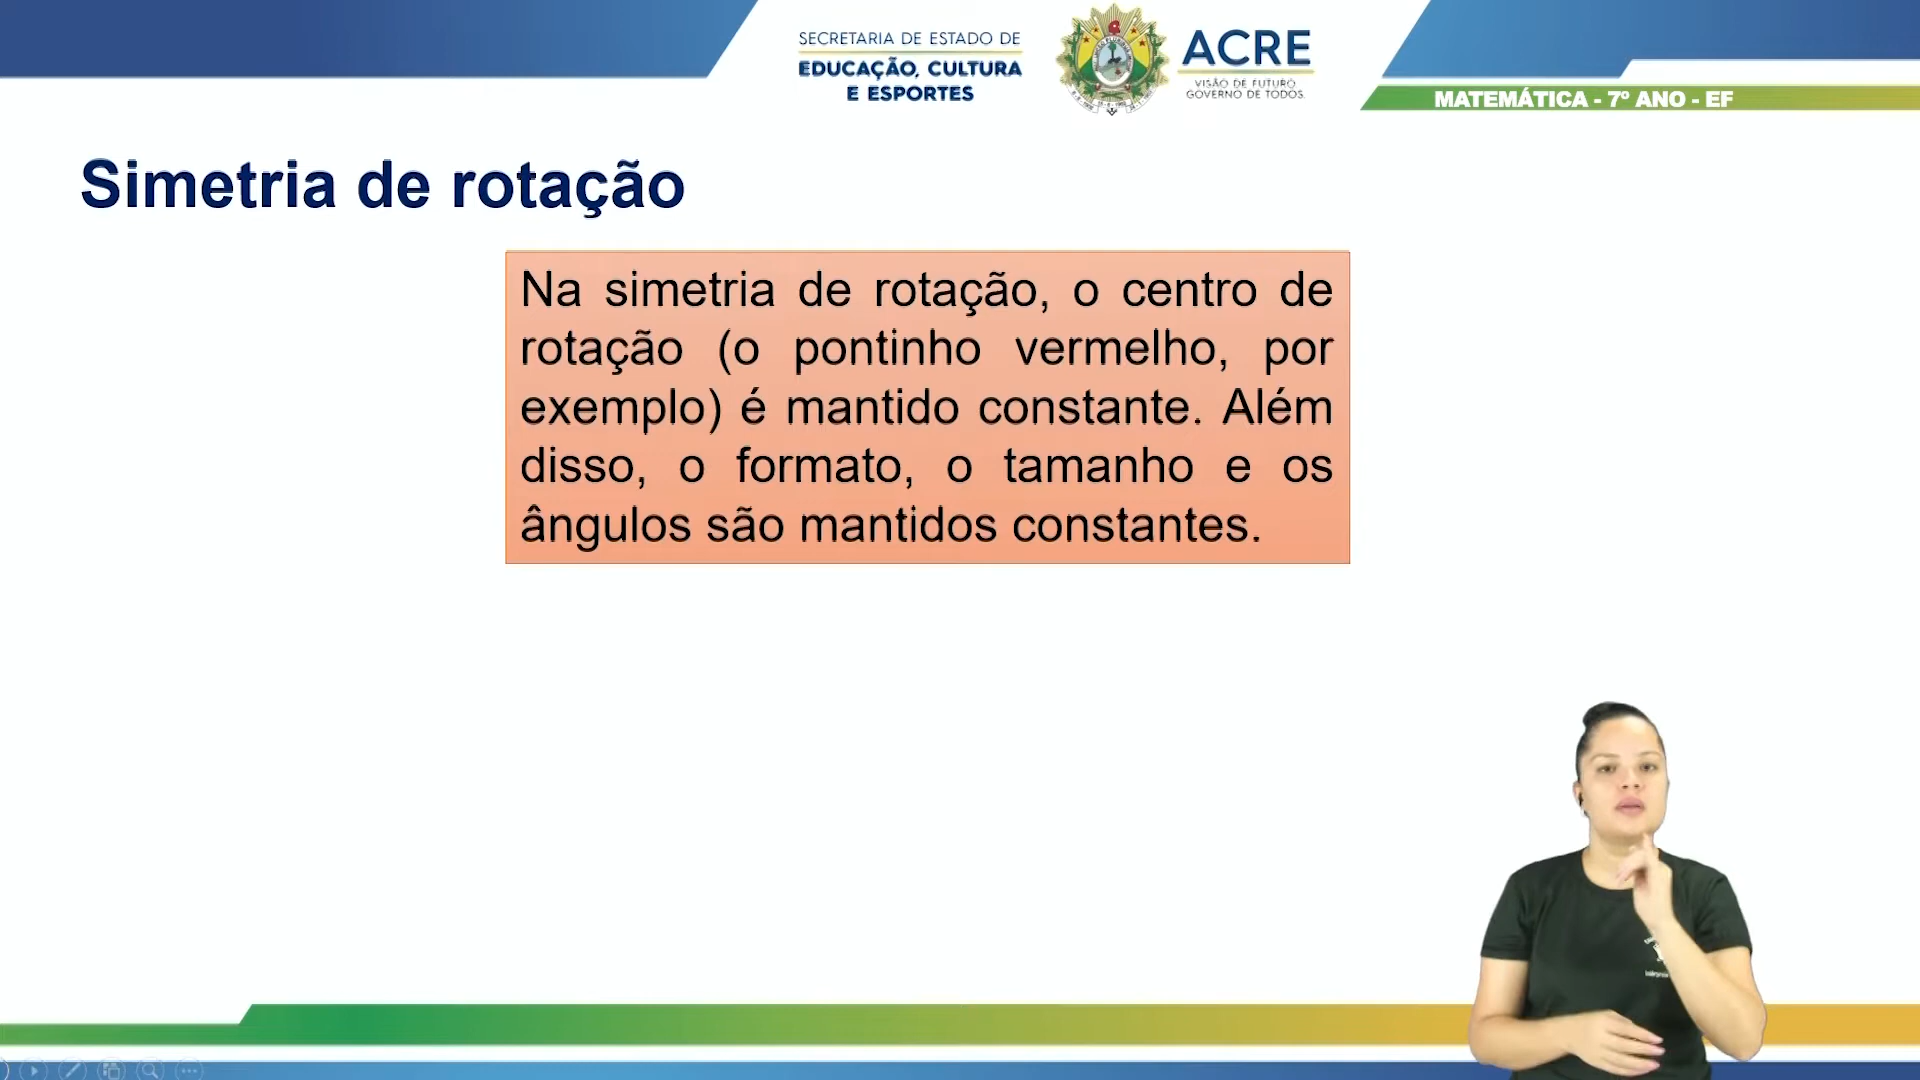 SECRETARIA DE ESTADO DE
EDUCAÇÃO, CULTURA
E ESPORTES
ACRE
VISÃO DE FUTURO
GOVERNO DE TODOS.
MATEMÁTICA - 7º ANO - EF
Simetria de rotação
Na simetria de rotação, o centro de
rotação (o pontinho vermelho, por
exemplo) é mantido constante. Além
disso, o formato, o tamanho e os
ângulos são mantidos constantes.